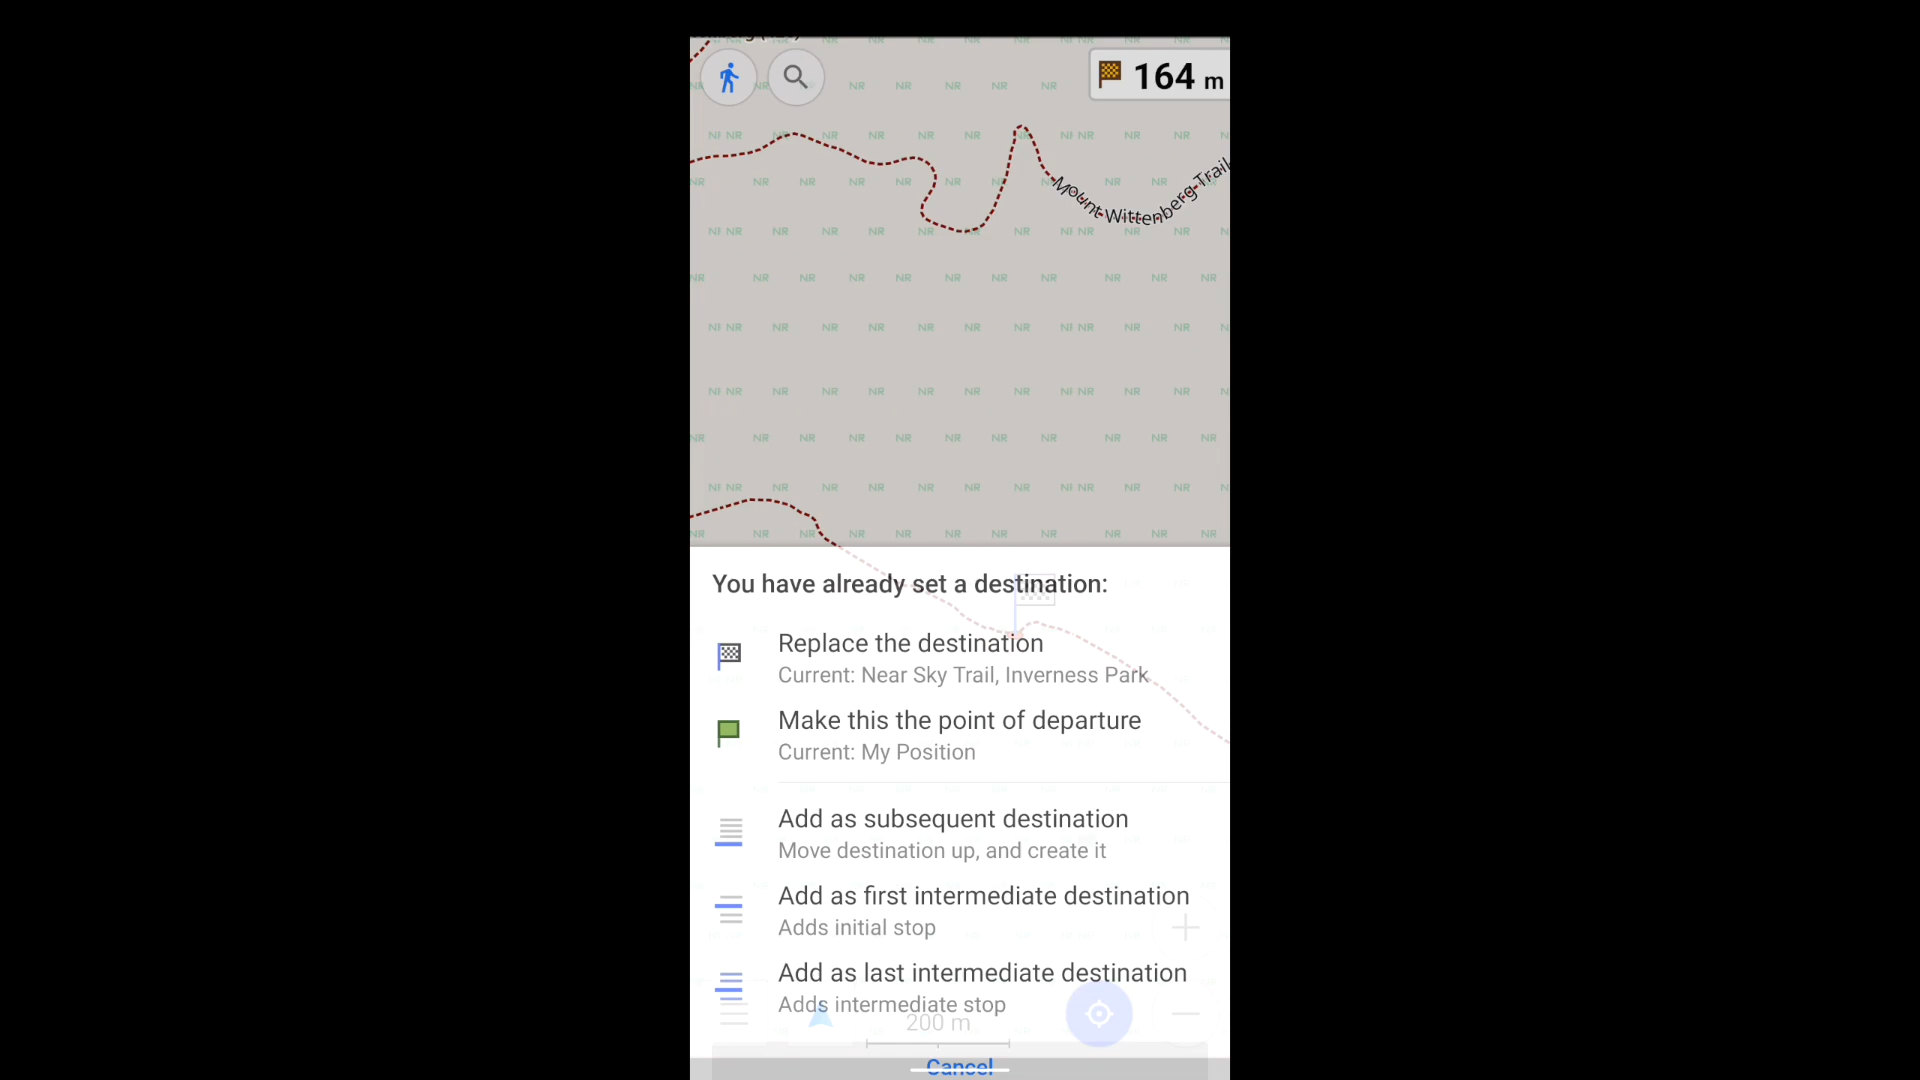 164 m
Mount Wittenberg Trail
You have already set a destination:
Replace the destination
Current: Near Sky Trail, Inverness Park
Make this the point of departure
Current: My Position
Add as subsequent destination
Move destination up, and create it
Add as first intermediate destination
Adds initial stop
Add as last intermediate destination
Adds intermediate stop
200 m
Cancel